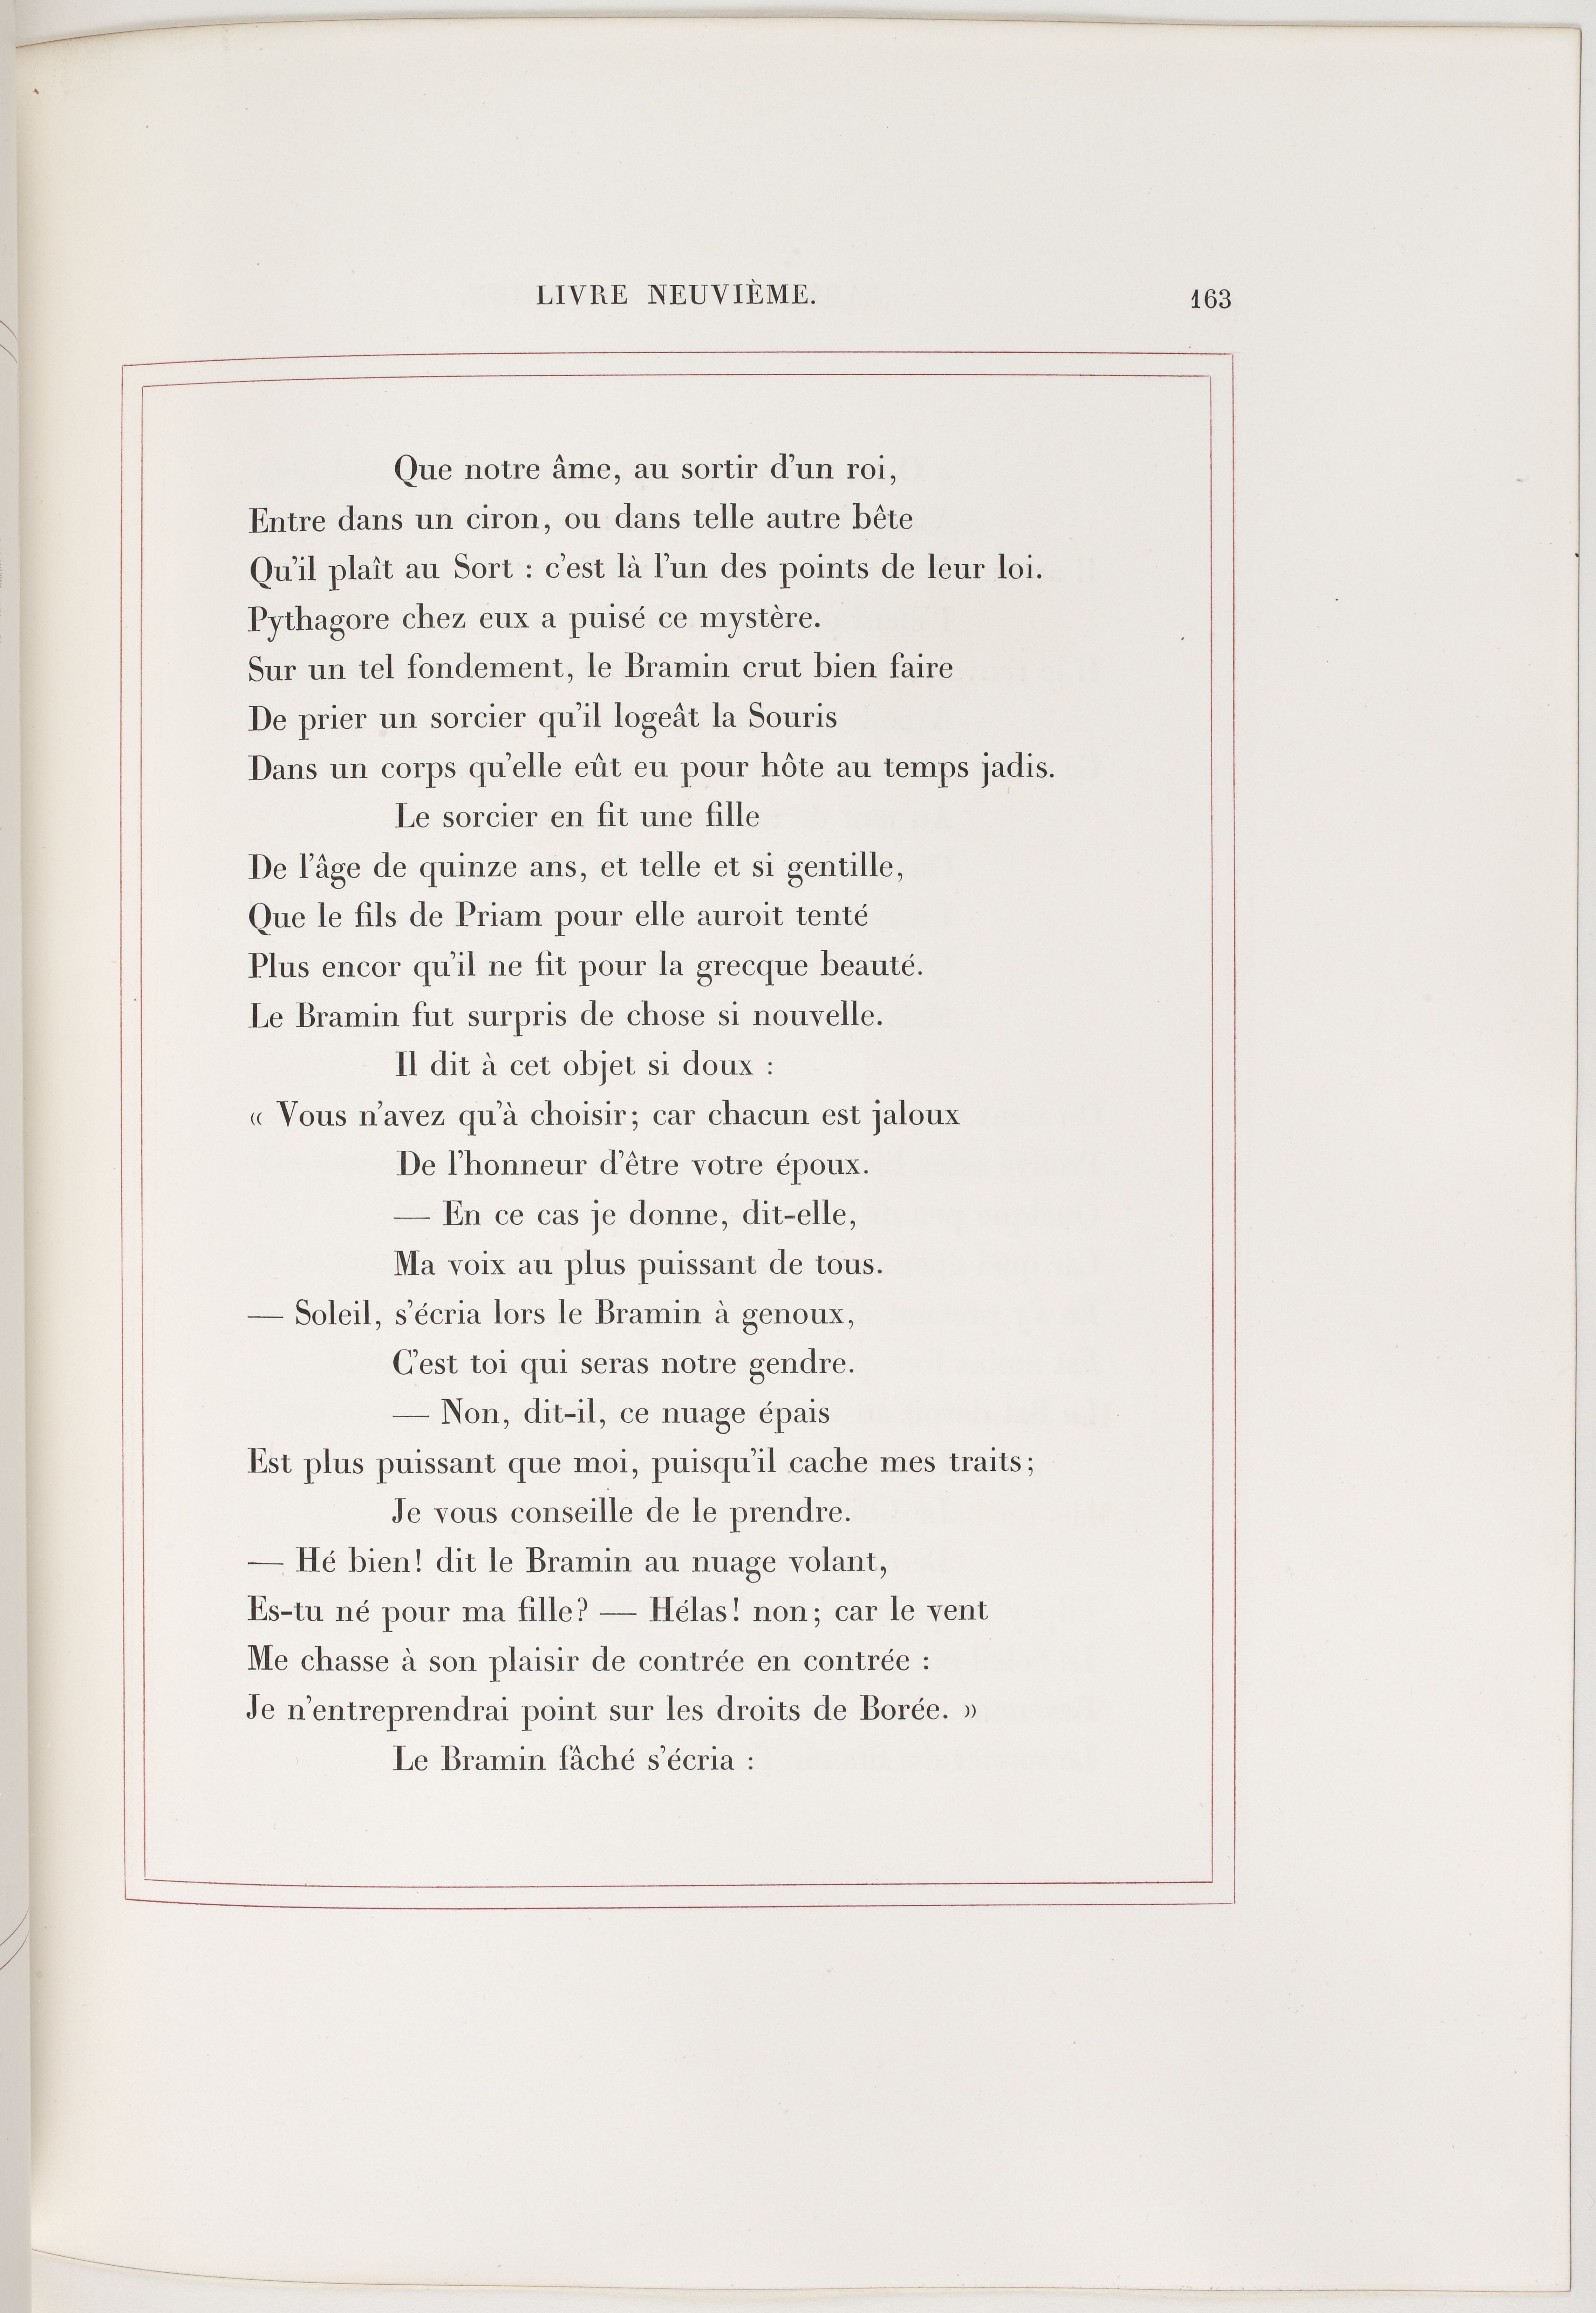 LIVRE NEUVIÈME.
163
Que notre âme, au sortir d'un roi,
Entre dans un ciron, ou dans telle autre bête
Qu'il plaît au Sort : c'est là l'un des points de leur loi.
Pythagore chez eux a puisé ce mystère.
Sur un tel fondement, le Bramin crut bien faire
De prier un sorcier qu'il logeât la Souris
Dans un corps qu'elle eût eu pour hôte au temps jadis.
Le sorcier en fit une fille
De l'âge de quinze ans, et telle et si gentille,
Que le fils de Priam pour elle auroit tenté
Plus encor qu'il ne fit pour la grecque beauté.
Le Bramin fut surpris de chose si nouvelle.
Il dit à cet objet si doux :
« Vous n'avez qu'à choisir; car chacun est jaloux
De l'honneur d'être votre époux.
— En ce cas je donne, dit-elle,
Ma voix au plus puissant de tous.
— Soleil, s'écria lors le Bramin à genoux,
C'est toi qui seras notre gendre.
— Non, dit-il, ce nuage épais
Est plus puissant que moi, puisqu'il cache mes traits;
Je vous conseille de le prendre.
— Hé bien! dit le Bramin au nuage volant,
Es-tu né pour ma fille? — Hélas! non; car le vent
Me chasse à son plaisir de contrée en contrée :
Je n'entreprendrai point sur les droits de Borée. »
Le Bramin fâché s'écria :